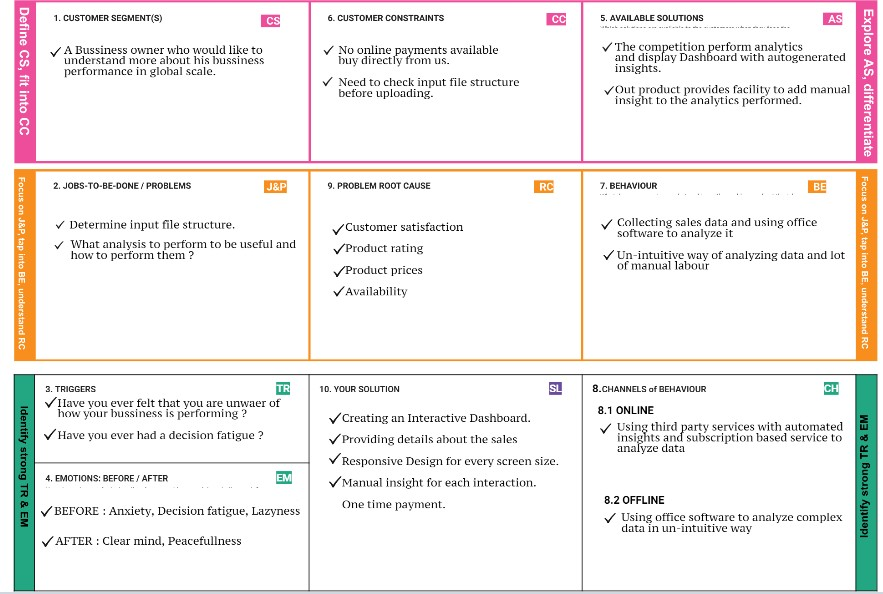 Define CS, fit into CC
1. CUSTOMER SEGMENT(S)
CS
A Bussiness owner who would like to
understand more about his bussiness
performance in global scale.
6. CUSTOMER CONSTRAINTS
CC
No online payments available
buy directly from us.
Need to check input file structure
before uploading.
5. AVAILABLE SOLUTIONS
AS
The competition perform analytics
and display Dashboard with autogenerated
insights.
Out product provides facility to add manual
insight to the analytics performed.
Explore AS, differentiate
Focus on J&P, tap into BE, understand RC
2. JOBS-TO-BE-DONE / PROBLEMS
J&P
Determine input file structure.
What analysis to perform to be useful and
how to perform them ?
9. PROBLEM ROOT CAUSE
RC
Customer satisfaction
Product rating
Product prices
Availability
7. BEHAVIOUR
BE
Collecting sales data and using office
software to analyze it
Un-intuitive way of analyzing data and lot
of manual labour
Focus on J&P, tap into BE, understand RC
Identify strong TR & EM
3. TRIGGERS
TR
Have you ever felt that you are unwaer of
how your bussiness is performing ?
Have you ever had a decision fatigue ?
4. EMOTIONS: BEFORE / AFTER
EM
BEFORE : Anxiety, Decision fatigue, Lazyness
AFTER : Clear mind, Peacefullness
10. YOUR SOLUTION
SL
Creating an Interactive Dashboard.
Providing details about the sales
Responsive Design for every screen size.
Manual insight for each interaction.
One time payment.
8.CHANNELS of BEHAVIOUR
CH
8.1 ONLINE
Using third party services with automated
insights and subscription based service to
analyze data
8.2 OFFLINE
Using office software to analyze complex
data in un-intuitive way
Identify strong TR & EM